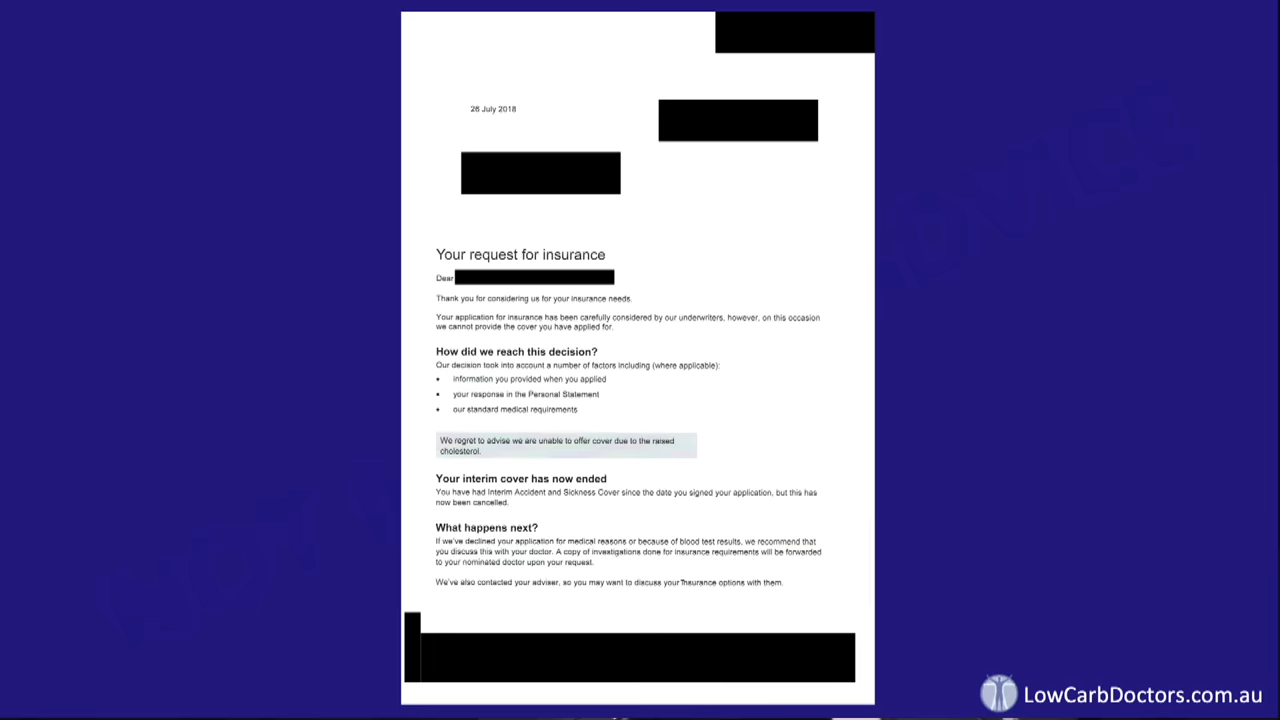 26 July 2018
Your request for insurance
Dear
Thank you for considering us for your insurance needs.
Your application for insurance has been carefully considered by our underwriters, however, on this occasion
we cannot provide the cover you have applied for.
How did we reach this decision?
Our decision took into account a number of factors including (where applicable):
• information you provided when you applied
• your response in the Personal Statement
• our standard medical requirements
We regret to advise we are unable to offer cover due to the raised
cholesterol.
Your interim cover has now ended
You have had Interim Accident and Sickness Cover since the date you signed your application, but this has
now been cancelled.
What happens next?
If we've declined your application for medical reasons or because of blood test results, we recommend that
you discuss this with your doctor. A copy of investigations done for insurance requirements will be forwarded
to your nominated doctor upon your request.
We've also contacted your adviser, so you may want to discuss your insurance options with them.
LowCarbDoctors.com.au